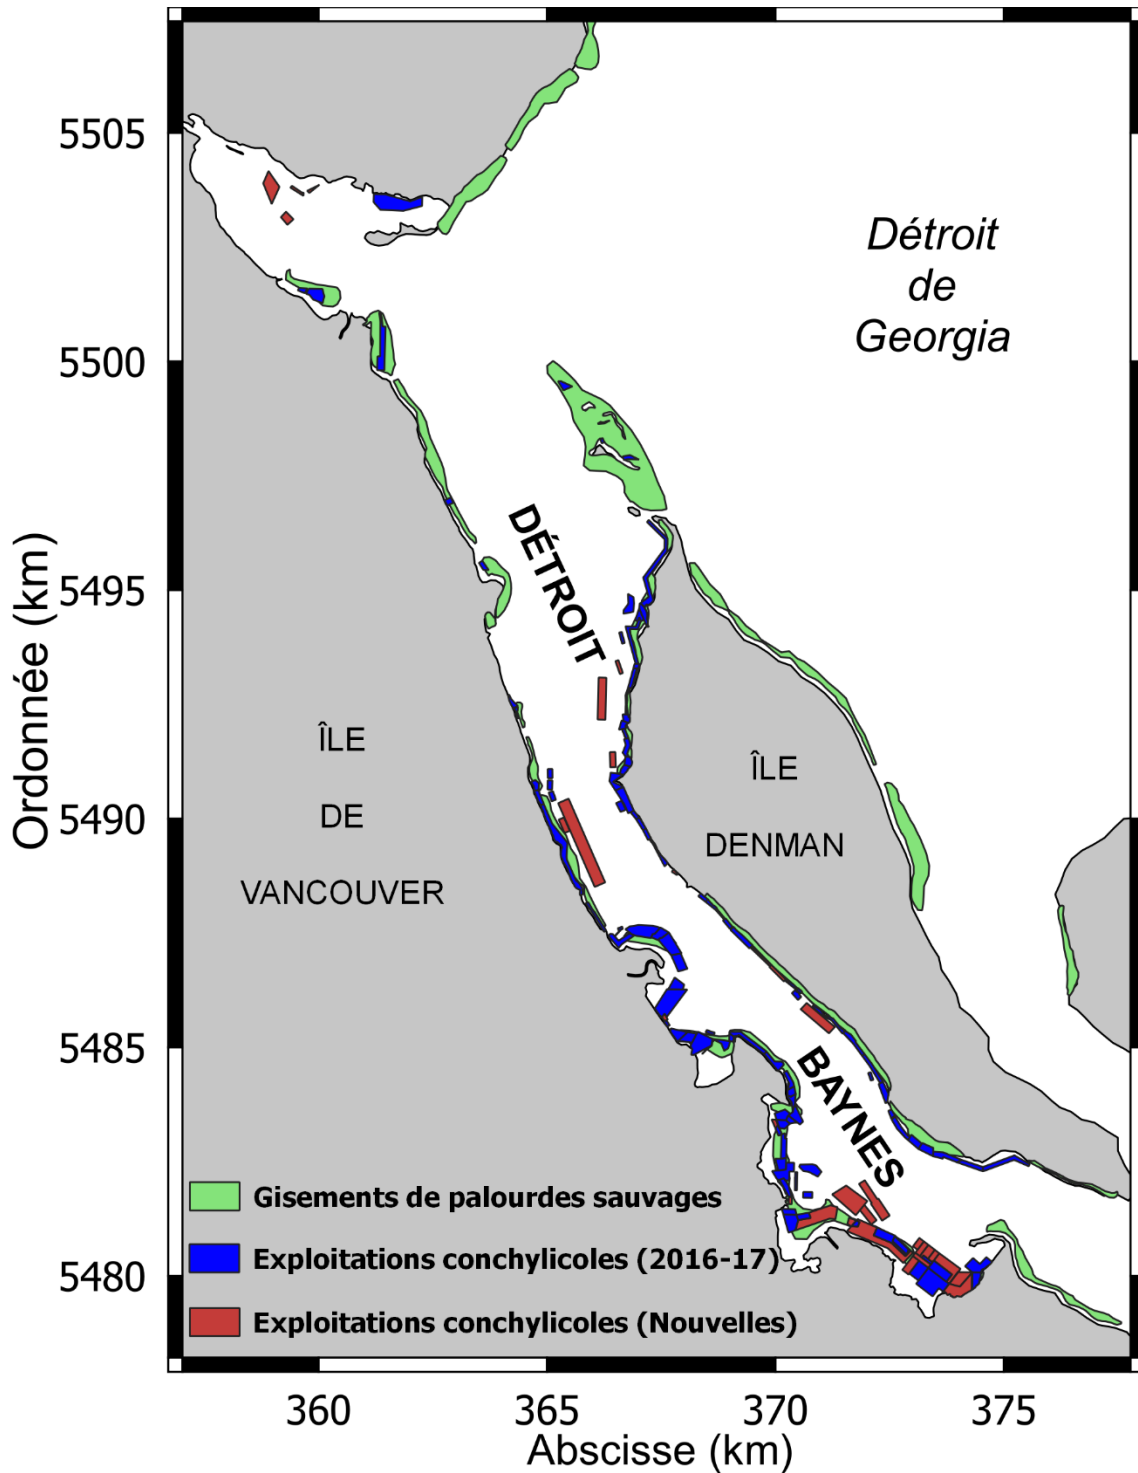 5505
5500
5495
5490
5485
5480
Ordonnée (km)
Détroit
de
Georgia
DÉTROIT
BAYNES
ÎLE
DE
VANCOUVER
ÎLE
DENMAN
Gisements de palourdes sauvages
Exploitations conchylicoles (2016-17)
Exploitations conchylicoles (Nouvelles)
360
365
370
375
Abscisse (km)